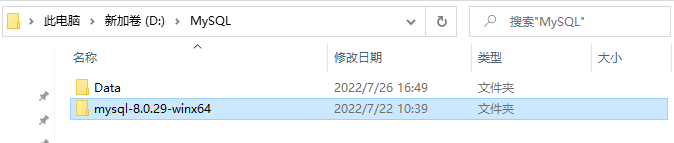 此电脑 > 新加卷 (D:) > MySQL
搜索"MySQL"
名称 修改日期 类型 大小
Data 2022/7/26 16:49 文件夹
mysql-8.0.29-winx64 2022/7/22 10:39 文件夹